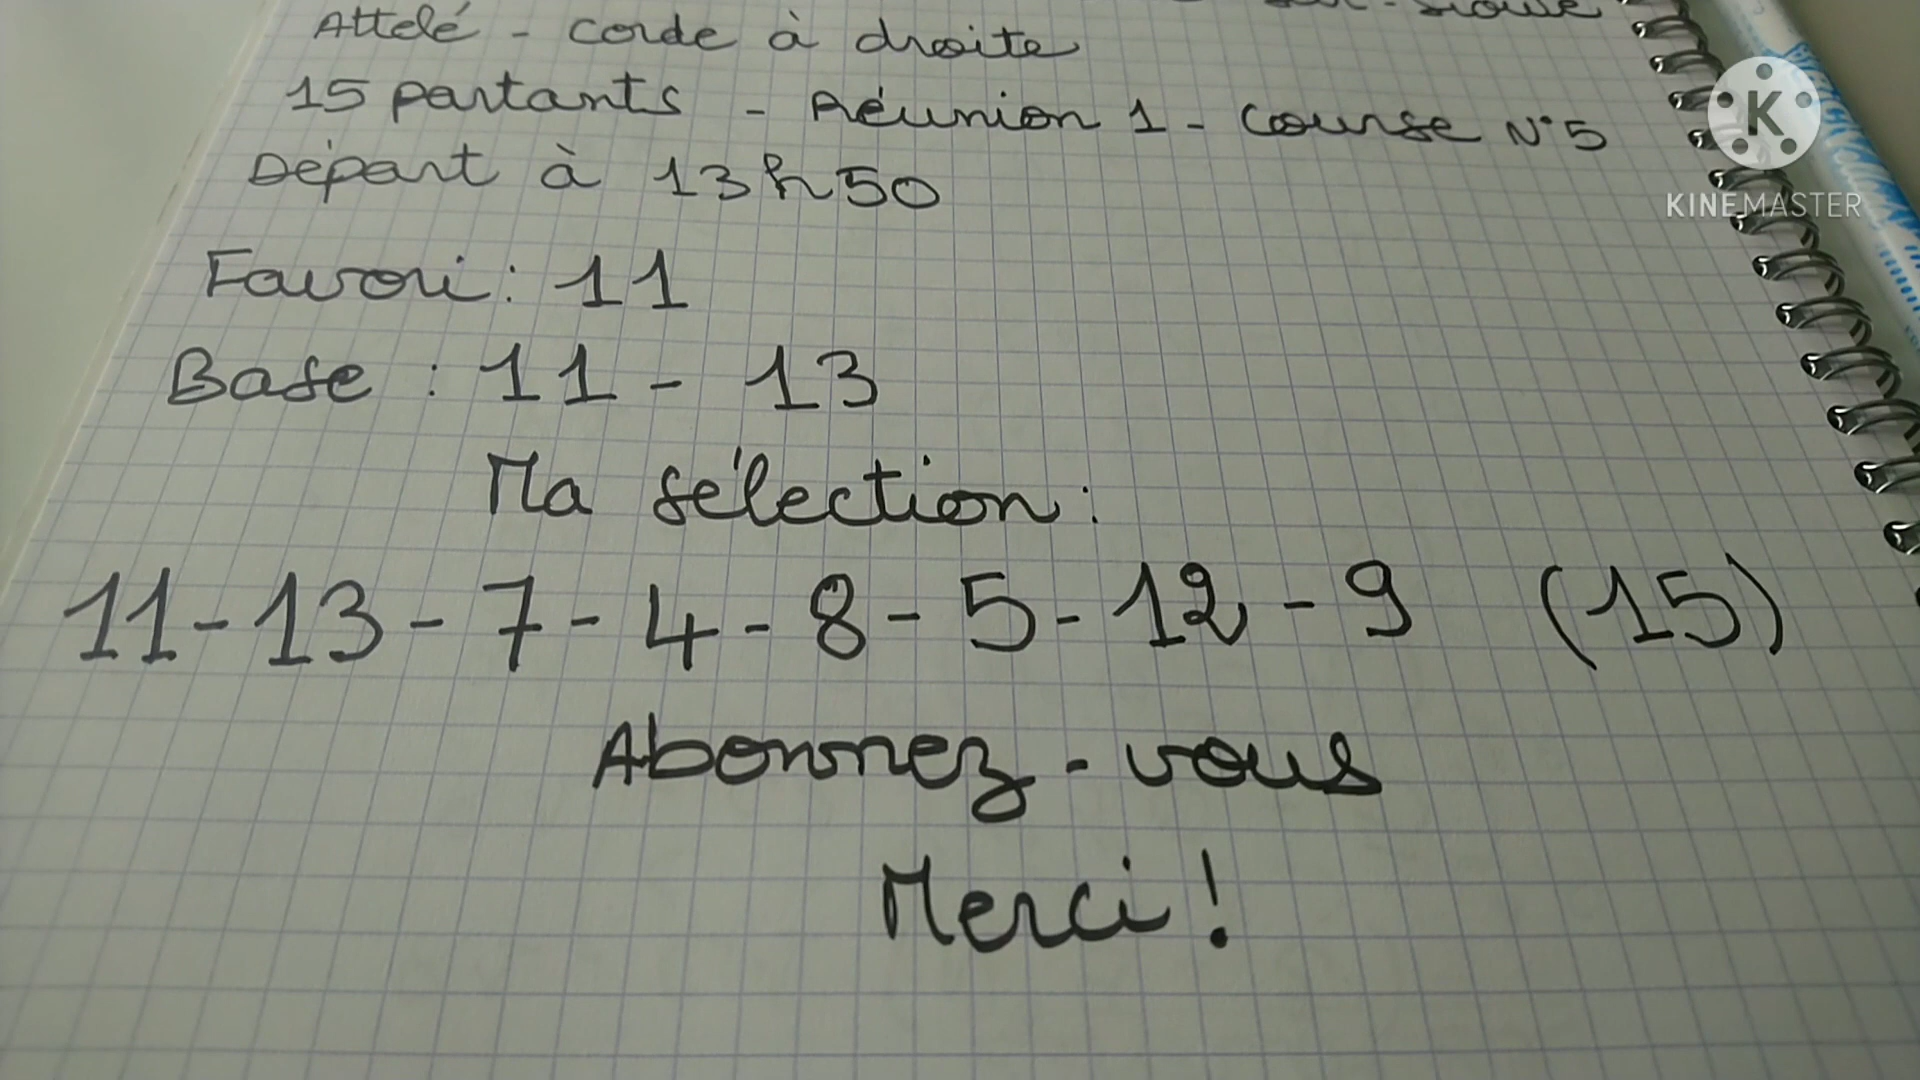 Attelé - corde à droite
15 partants - Réunion 1 - Course N°5
Départ à 13h50
Favori : 11
Base : 11 - 13
Ma sélection :
11 - 13 - 7 - 4 - 8 - 5 - 12 - 9 (15)
Abonnez-vous
Merci !
K
KINEMASTER